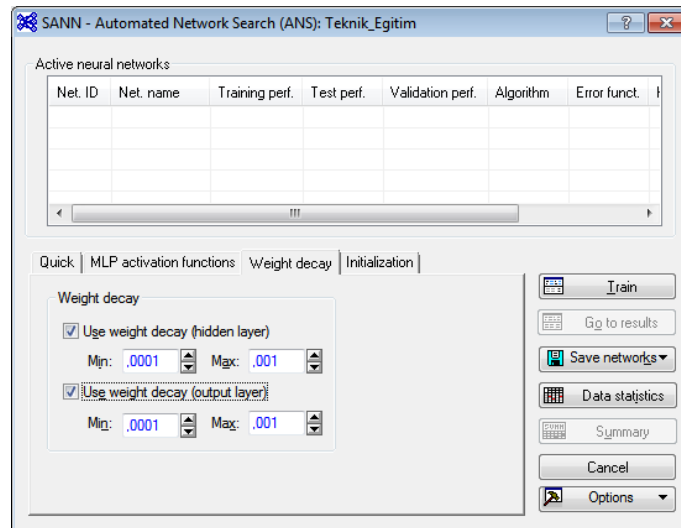 SANN - Automated Network Search (ANS): Teknik_Egitim
Active neural networks
Net. ID Net. name Training perf. Test perf. Validation perf. Algorithm Error funct.
Quick MLP activation functions Weight decay Initialization
Weight decay
Use weight decay (hidden layer)
Min: ,0001 Max: ,001
Use weight decay (output layer)
Min: ,0001 Max: ,001
Train
Go to results
Save networks
Data statistics
Summary
Cancel
Options